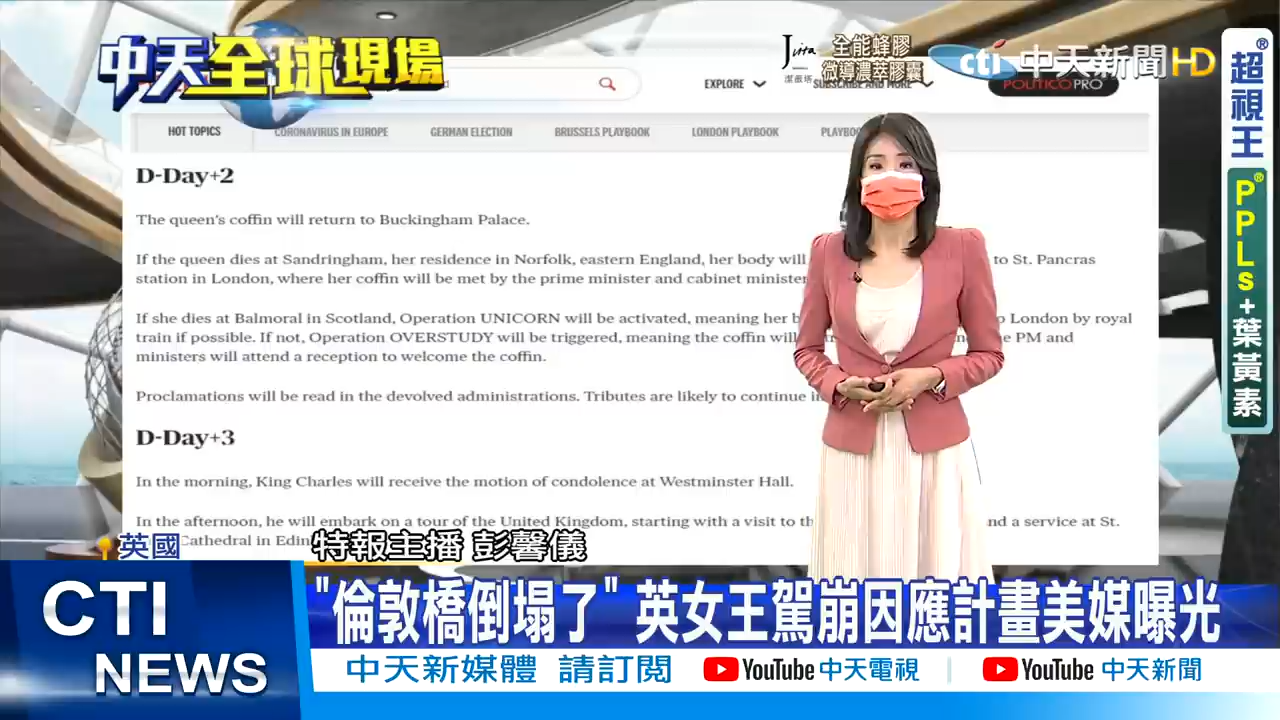 中天全球現場
Jvita
潔薇塔
全能蜂膠
微導濃萃膠囊
cti 中天新聞HD
EXPLORE
SUBSCRIBE AND MORE
POLITICO PRO
HOT TOPICS
CORONAVIRUS IN EUROPE
GERMAN ELECTION
BRUSSELS PLAYBOOK
LONDON PLAYBOOK
D-Day+2
The queen's coffin will return to Buckingham Palace.
If the queen dies at Sandringham, her residence in Norfolk, eastern England, her body will to St. Pancras
station in London, where her coffin will be met by the prime minister and cabinet
If she dies at Balmoral in Scotland, Operation UNICORN will be activated, meaning her London by royal
train if possible. If not, Operation OVERSTUDY will be triggered, meaning the coffin will PM and
ministers will attend a reception to welcome the coffin.
Proclamations will be read in the devolved administrations. Tributes are likely to continue
D-Day+3
In the morning, King Charles will receive the motion of condolence at Westminster Hall.
In the afternoon, he will embark on a tour of the United Kingdom, starting with a visit to and a service at St.
Cathedral in
超視王®
PPLs®+葉黃素
英國
特報主播 彭馨儀
CTI
NEWS
"倫敦橋倒塌了" 英女王駕崩因應計畫美媒曝光
中天新媒體 請訂閱 YouTube 中天電視 | YouTube 中天新聞